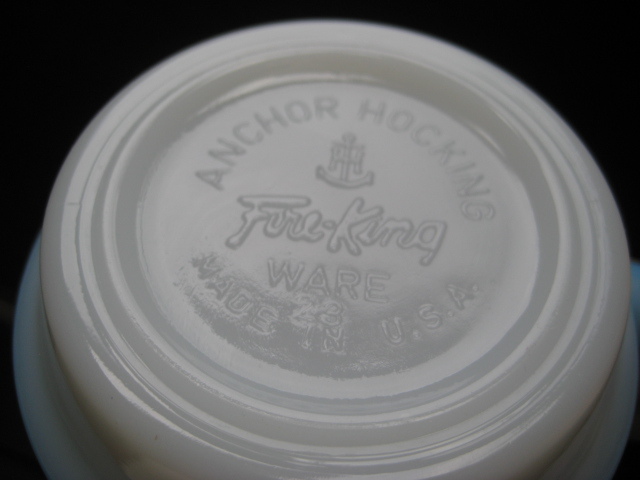 ANCHOR HOCKING
Fire-King
WARE
23
MADE IN U.S.A.